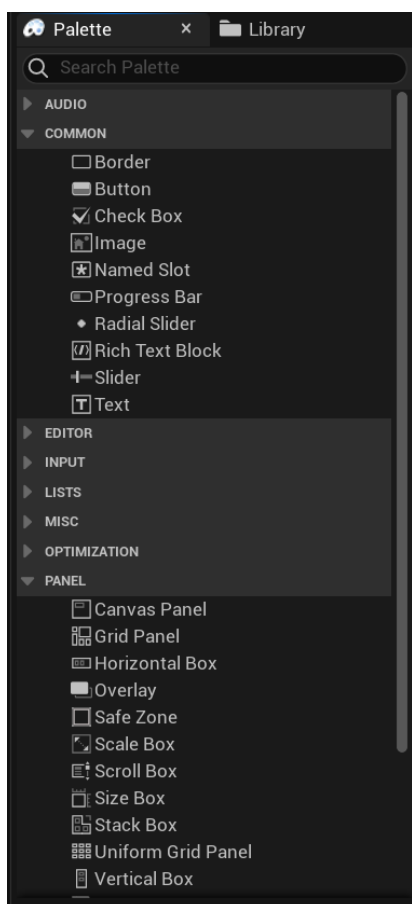 Palette × Library
Search Palette
AUDIO
COMMON
Border
Button
Check Box
Image
Named Slot
Progress Bar
Radial Slider
Rich Text Block
Slider
Text
EDITOR
INPUT
LISTS
MISC
OPTIMIZATION
PANEL
Canvas Panel
Grid Panel
Horizontal Box
Overlay
Safe Zone
Scale Box
Scroll Box
Size Box
Stack Box
Uniform Grid Panel
Vertical Box